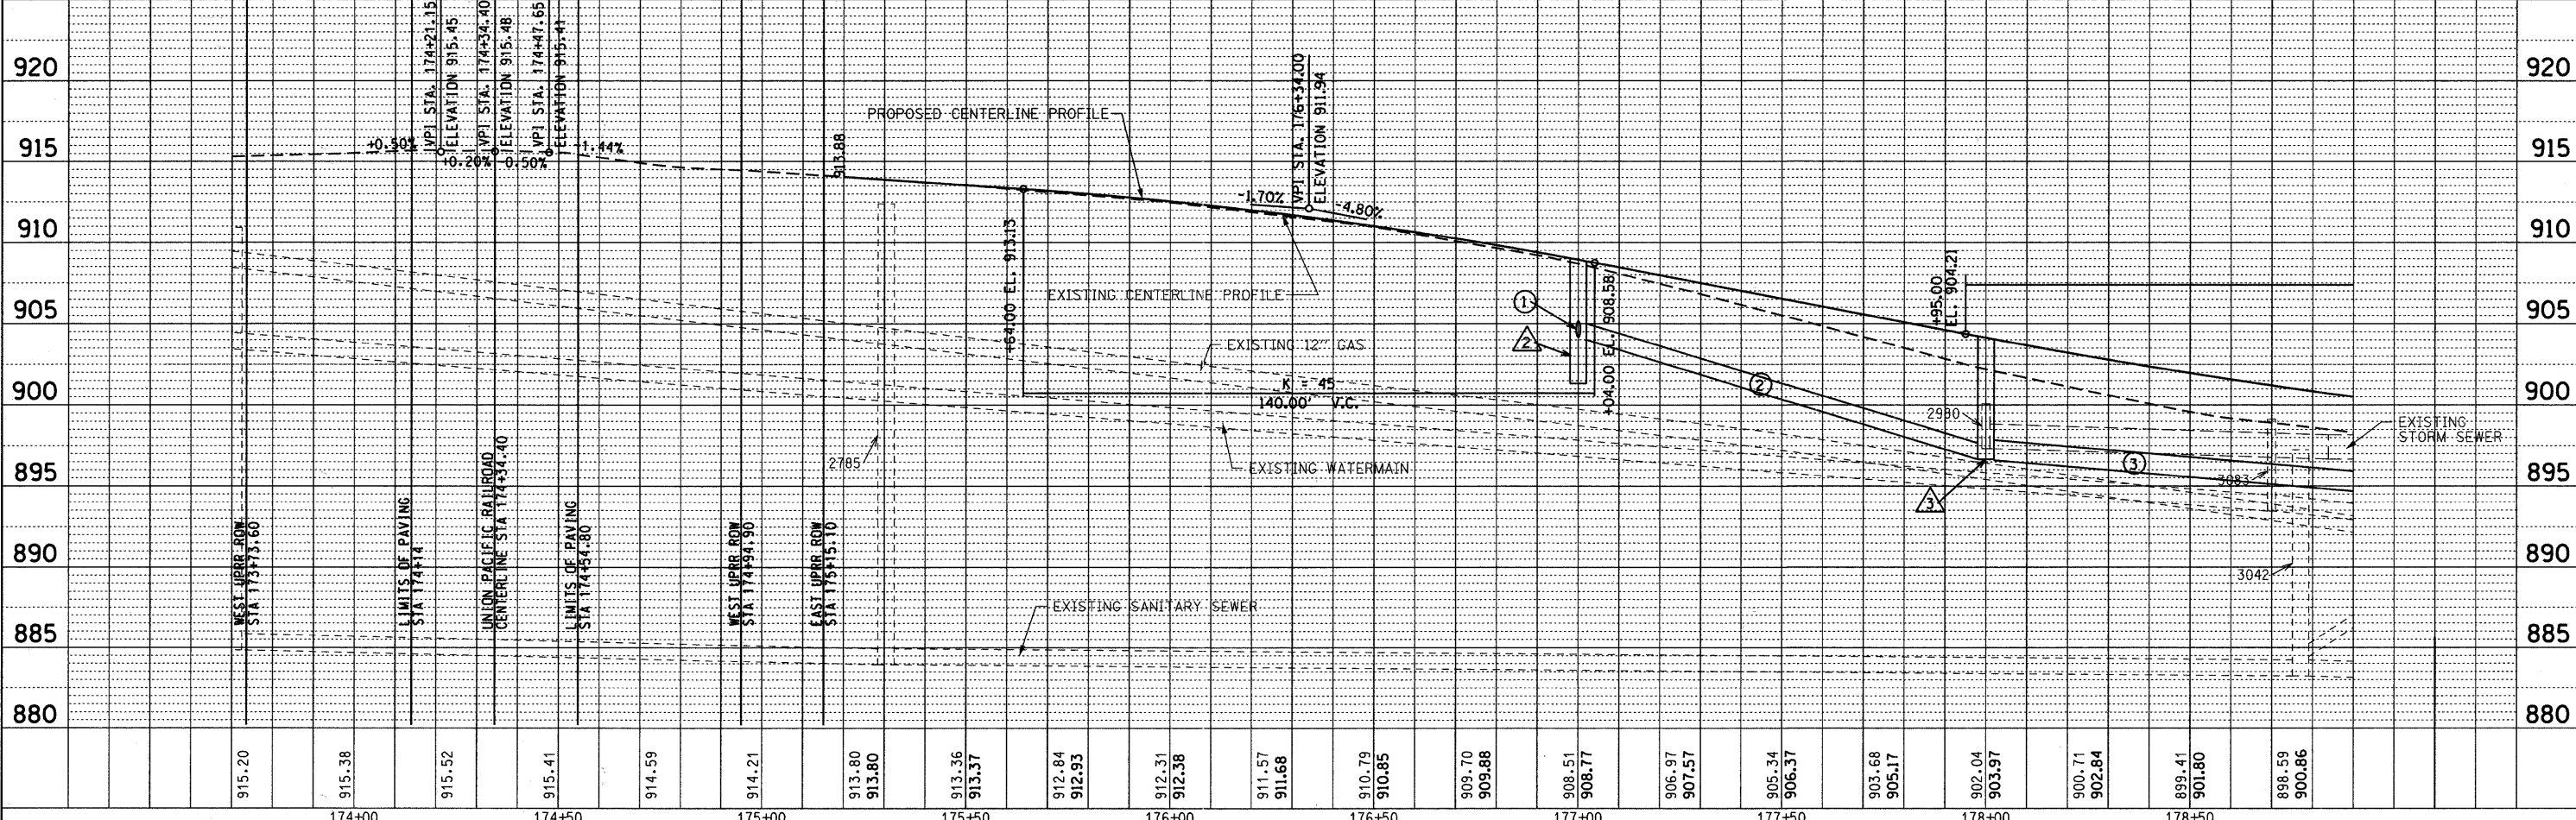 VPI STA. 174+21.15
ELEVATION 915.45
VPI STA. 174+34.40
ELEVATION 915.48
VPI STA. 174+47.65
ELEVATION 915.41
920
920
915
915
910
910
905
905
900
900
895
895
890
890
885
885
880
880
+0.50%
+0.20%
-0.50%
-1.44%
913.88
PROPOSED CENTERLINE PROFILE
VPI STA. 176+34.00
ELEVATION 911.94
-1.70%
-4.80%
+64.00 EL. 913.13
EXISTING CENTERLINE PROFILE
EXISTING 12" GAS
K = 45
140.00' V.C.
+04.00 EL. 908.58
1
2
2
+95.00
EL. 904.21
2980
EXISTING
STORM SEWER
3
3
3083
3042
2785
EXISTING WATERMAIN
EXISTING SANITARY SEWER
WEST UPRR ROW
STA 173+73.60
LIMITS OF PAVING
STA 174+14
UNION PACIFIC RAILROAD
CENTERLINE STA 174+34.40
LIMITS OF PAVING
STA 174+54.80
WEST UPRR ROW
STA 174+94.90
EAST UPRR ROW
STA 175+15.10
915.20
915.38
915.52
915.41
914.59
914.21
913.80
913.80
913.36
913.37
912.84
912.93
912.31
912.38
911.57
911.68
910.79
910.85
909.70
909.88
908.51
908.77
906.97
907.57
905.34
906.37
903.68
905.17
902.04
903.97
900.71
902.84
899.41
901.80
898.59
900.86
174+00
174+50
175+00
175+50
176+00
176+50
177+00
177+50
178+00
178+50